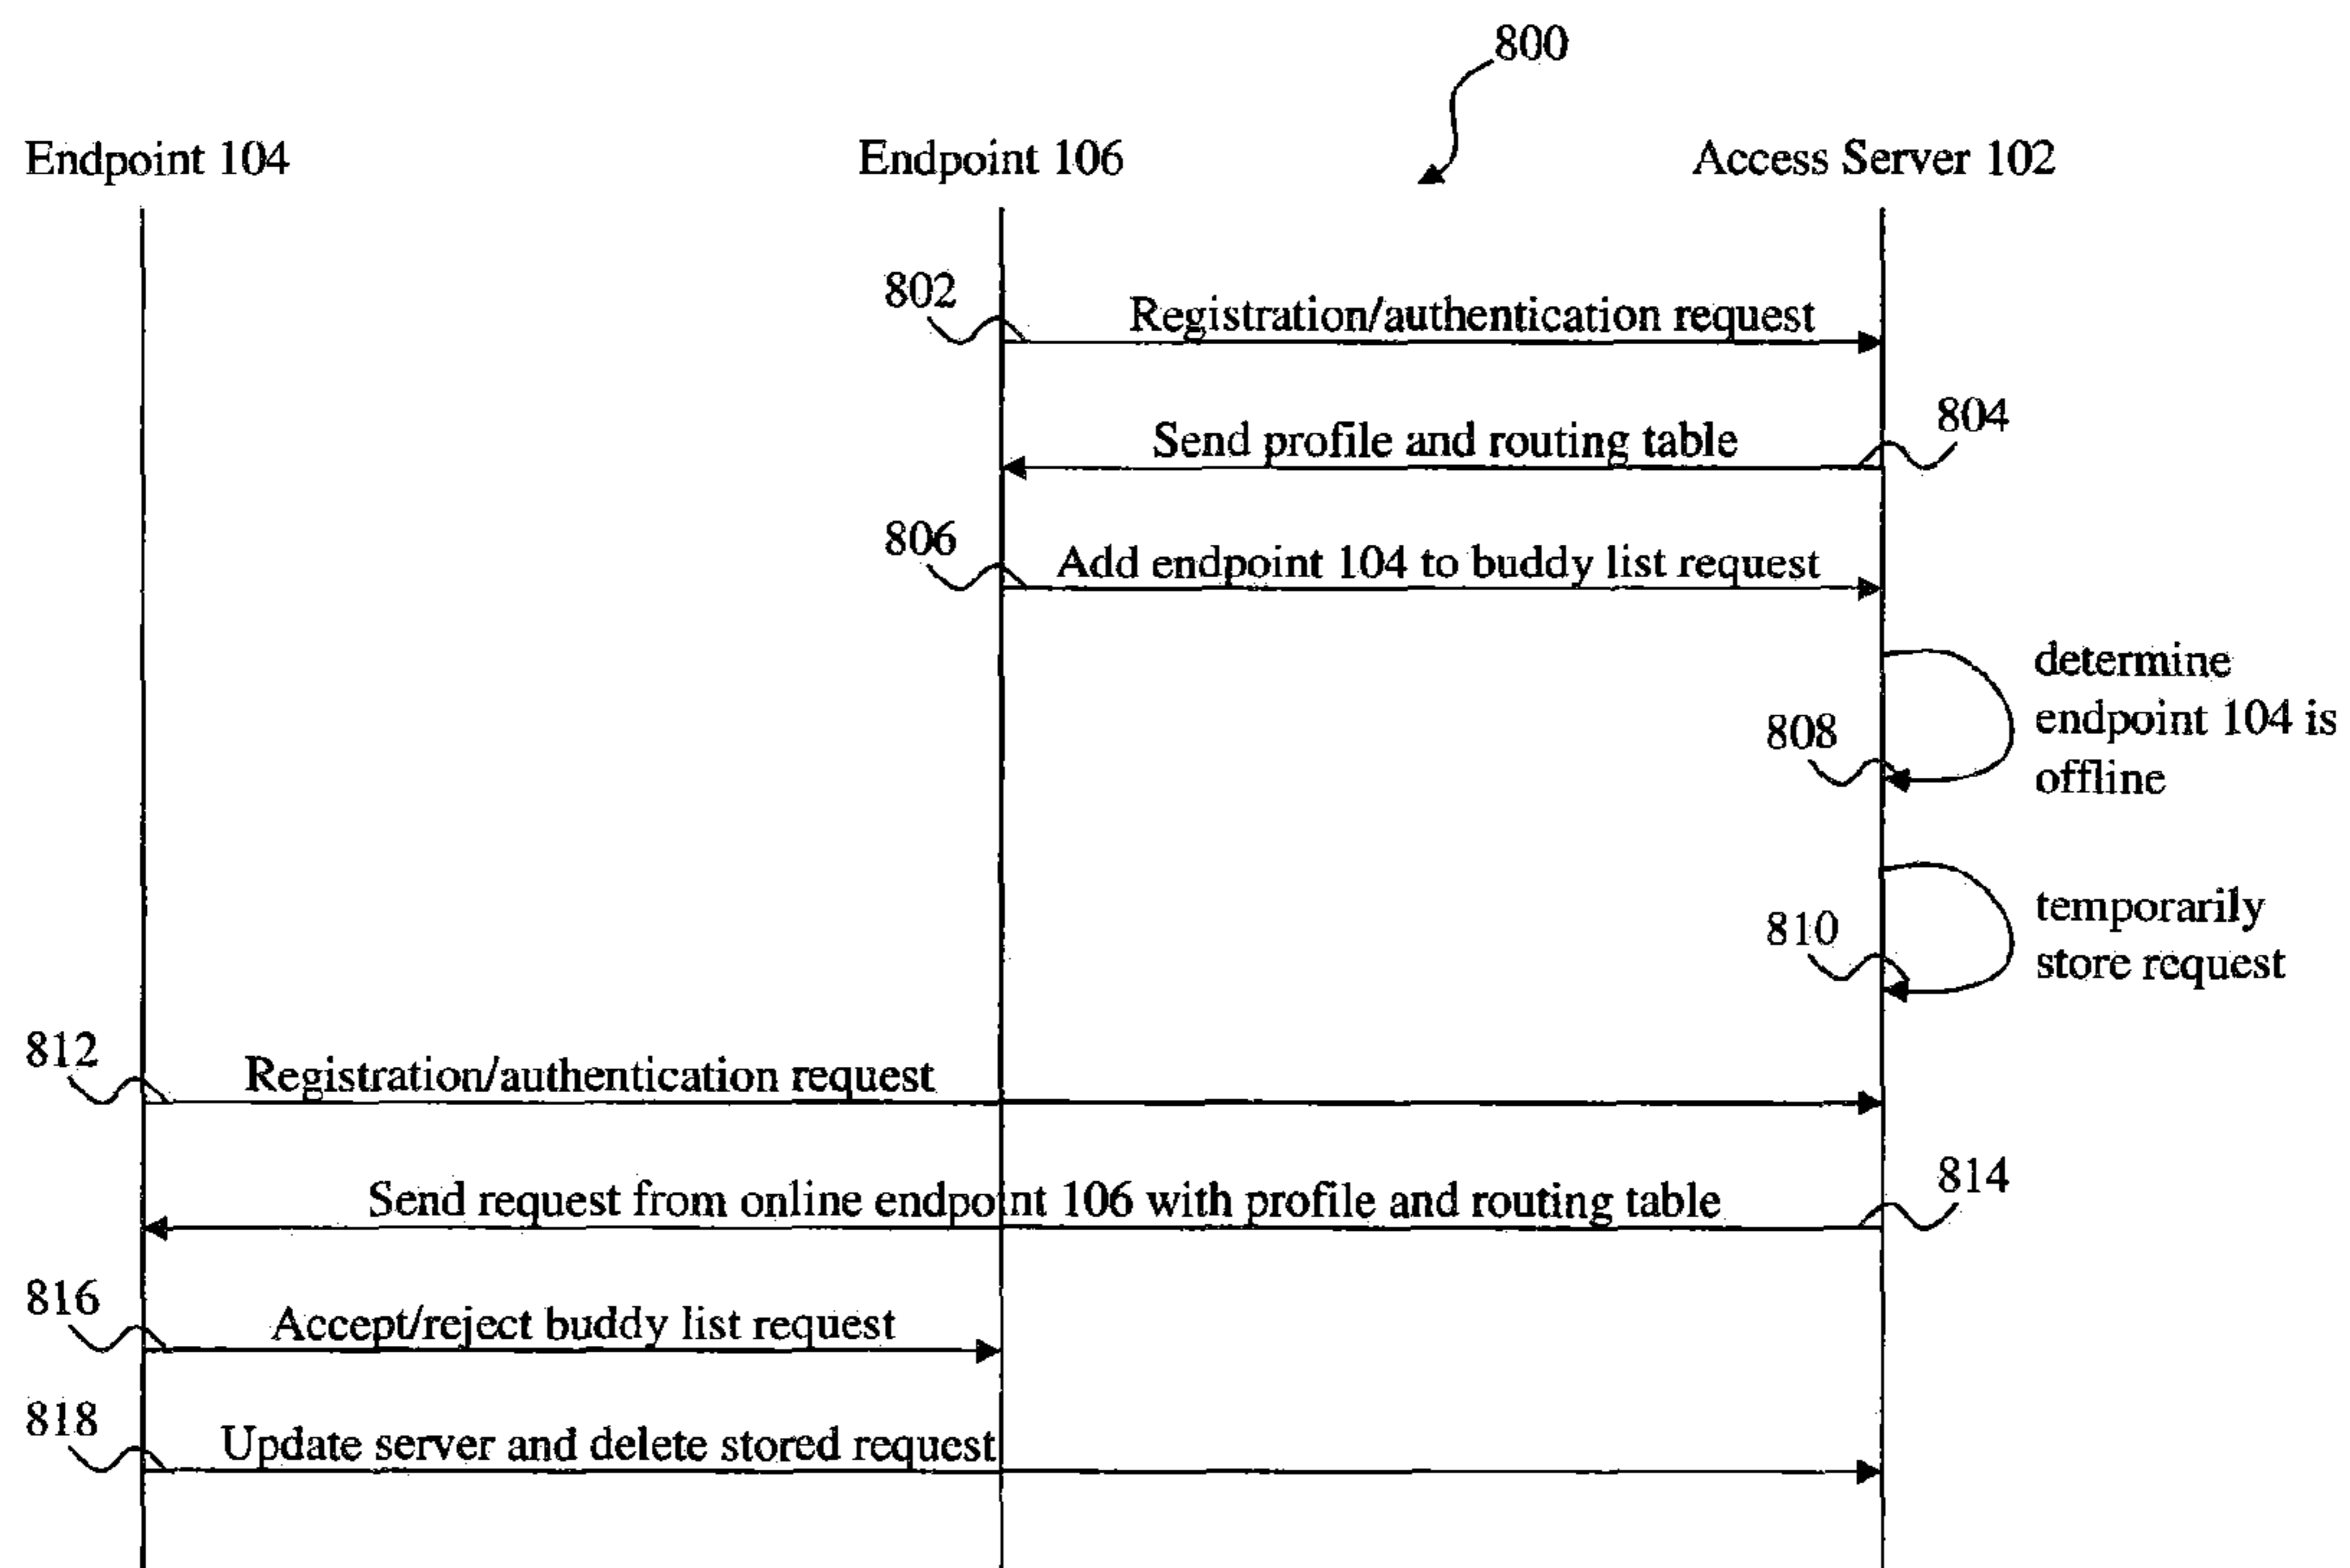 800
Endpoint 104
Endpoint 106
Access Server 102
802
Registration/authentication request
804
Send profile and routing table
806
Add endpoint 104 to buddy list request
determine
endpoint 104 is
offline
808
temporarily
store request
810
812
Registration/authentication request
814
Send request from online endpoint 106 with profile and routing table
816
Accept/reject buddy list request
818
Update server and delete stored request